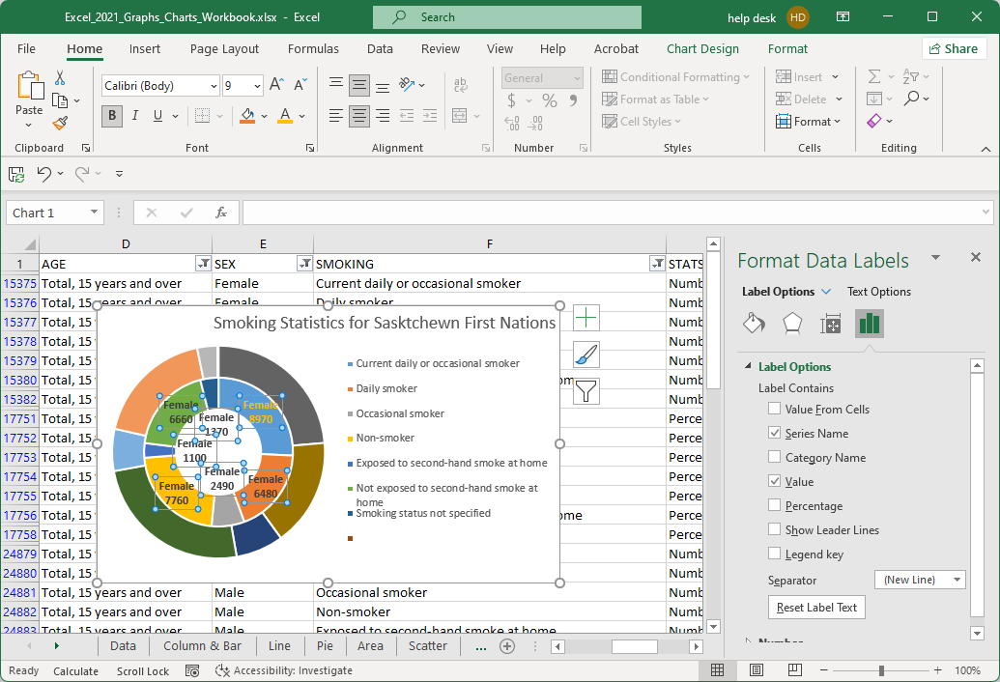 Excel_2021_Graphs_Charts_Workbook.xlsx - Excel
Search
help desk HD
File Home Insert Page Layout Formulas Data Review View Help Acrobat Chart Design Format Share
Paste
Calibri (Body) 9 A A
B I U A
ab
General
$ % 9
.00
Conditional Formatting
Format as Table
Cell Styles
Insert
Delete
Format
Clipboard Font Alignment Number Styles Cells Editing
Chart 1 fx
D E F
1 AGE SEX SMOKING STATS
15375 Total, 15 years and over Female Current daily or occasional smoker Numb
15376 Total, 15 years and over Female Daily smoker Numb
15377 Total, 15 Numb
15378 Total, 15 Numb
15379 Total, 15 Numb
15380 Total, 15 Numb
15382 Total, 15 Numb
17751 Total, 15 Perce
17752 Total, 15 Perce
17753 Total, 15 Perce
17754 Total, 15 Perce
17755 Total, 15 Perce
17756 Total, 15 ome Perce
17758 Total, 15 Perce
24879 Total, 15 Numb
24880 Total, 15 Numb
24881 Total, 15 years and over Male Occasional smoker Numb
24882 Total, 15 years and over Male Non-smoker Numb
24883 Total, 15 years and over Male Exposed to second-hand smoke at home Numb
Smoking Statistics for Sasktchewn First Nations
Female
8970
Female
6480
Female
2490
Female
7760
Female
1100
Female
6660
Female
1370
Current daily or occasional smoker
Daily smoker
Occasional smoker
Non-smoker
Exposed to second-hand smoke at home
Not exposed to second-hand smoke at
home
Smoking status not specified
Format Data Labels
Label Options Text Options
Label Options
Label Contains
Value From Cells
Series Name
Category Name
Value
Percentage
Show Leader Lines
Legend key
Separator (New Line)
Reset Label Text
Number
Data Column & Bar Line Pie Area Scatter ...
Ready Calculate Scroll Lock Accessibility: Investigate 100%